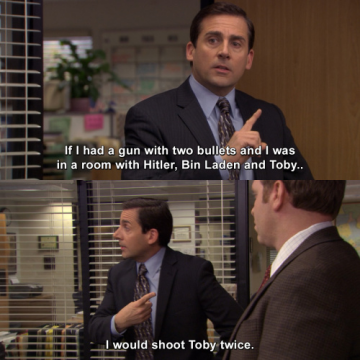 If I had a gun with two bullets and I was
in a room with Hitler, Bin Laden and Toby..
I would shoot Toby twice.